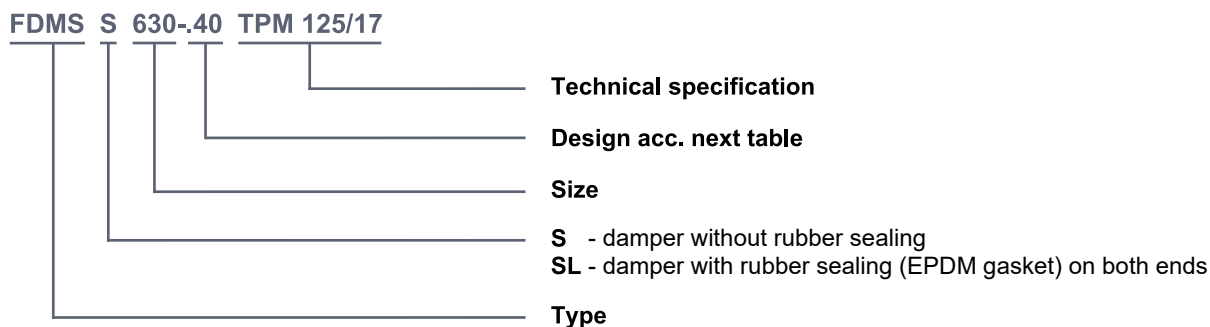 FDMS S 630-.40 TPM 125/17
Technical specification
Design acc. next table
Size
S - damper without rubber sealing
SL - damper with rubber sealing (EPDM gasket) on both ends
Type